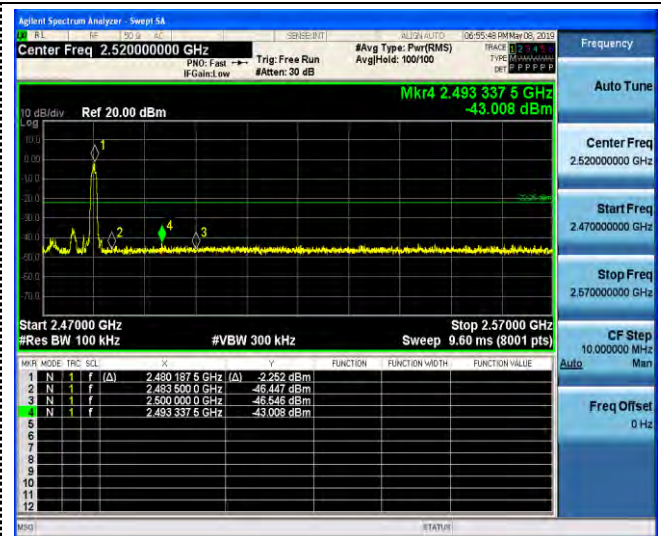 Agilent Spectrum Analyzer - Swept SA
RL RF 50 Ω AC SENSE:INT ALIGN AUTO 06:55:48 PM May 08, 2019
Center Freq 2.520000000 GHz
PNO: Fast
IFGain:Low
Trig: Free Run
#Atten: 30 dB
#Avg Type: Pwr(RMS)
Avg|Hold: 100/100
TRACE 1 2 3 4 5 6
TYPE M
DET P P P P P P
Mkr4 2.493 337 5 GHz
-43.008 dBm
10 dB/div Ref 20.00 dBm
Log
10.0
0.00
-10.0
-20.0
-30.0
-40.0
-50.0
-60.0
-70.0
1
2
4
3
Start 2.47000 GHz
Stop 2.57000 GHz
#Res BW 100 kHz #VBW 300 kHz Sweep 9.60 ms (8001 pts)
MKR MODE TRC SCL X Y FUNCTION FUNCTION WIDTH FUNCTION VALUE
1 N 1 f (Δ) 2.480 187 5 GHz (Δ) -2.252 dBm
2 N 1 f 2.483 500 0 GHz -46.447 dBm
3 N 1 f 2.500 000 0 GHz -46.546 dBm
4 N 1 f 2.493 337 5 GHz -43.008 dBm
5
6
7
8
9
10
11
12
MSG STATUS
Frequency
Auto Tune
Center Freq
2.520000000 GHz
Start Freq
2.470000000 GHz
Stop Freq
2.570000000 GHz
CF Step
10.000000 MHz
Auto Man
Freq Offset
0 Hz